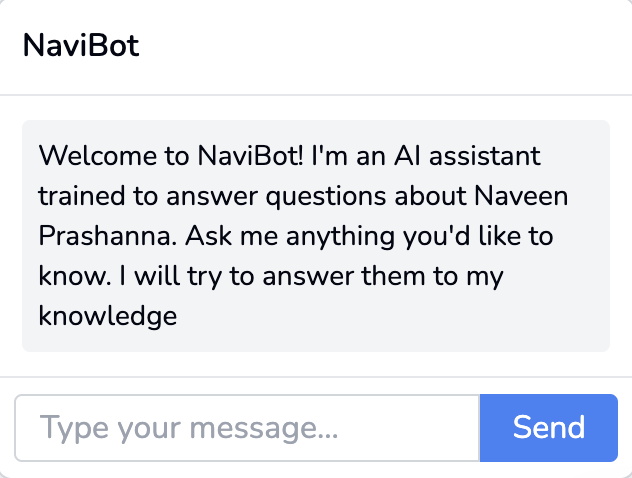 NaviBot
Welcome to NaviBot! I'm an AI assistant
trained to answer questions about Naveen
Prashanna. Ask me anything you'd like to
know. I will try to answer them to my
knowledge
Type your message... Send